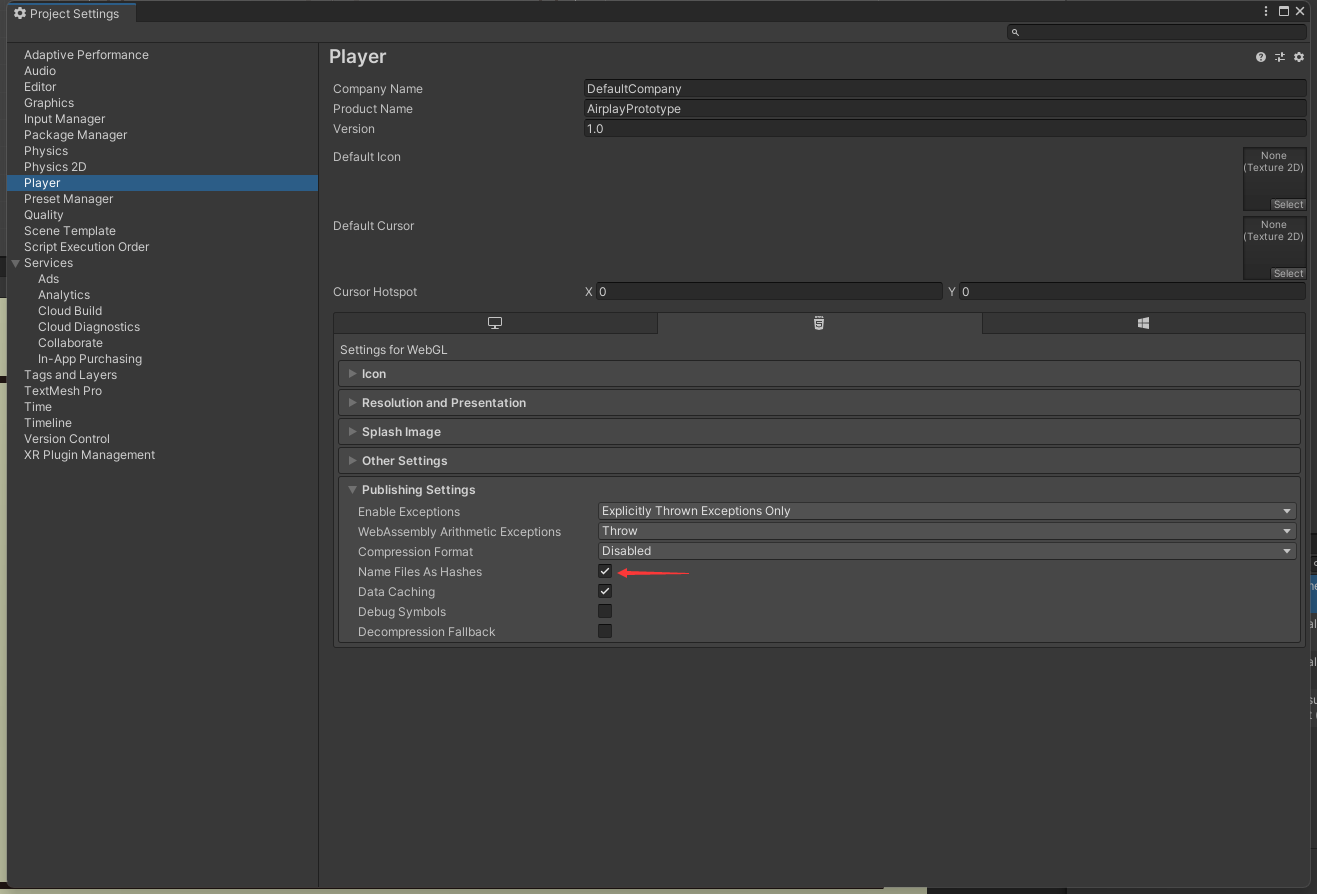 Project Settings
Adaptive Performance
Audio
Editor
Graphics
Input Manager
Package Manager
Physics
Physics 2D
Player
Preset Manager
Quality
Scene Template
Script Execution Order
Services
Ads
Analytics
Cloud Build
Cloud Diagnostics
Collaborate
In-App Purchasing
Tags and Layers
TextMesh Pro
Time
Timeline
Version Control
XR Plugin Management
Player
Company Name DefaultCompany
Product Name AirplayPrototype
Version 1.0
Default Icon
None
(Texture 2D)
Select
Default Cursor
None
(Texture 2D)
Select
Cursor Hotspot X 0 Y 0
Settings for WebGL
Icon
Resolution and Presentation
Splash Image
Other Settings
Publishing Settings
Enable Exceptions Explicitly Thrown Exceptions Only
WebAssembly Arithmetic Exceptions Throw
Compression Format Disabled
Name Files As Hashes
Data Caching
Debug Symbols
Decompression Fallback